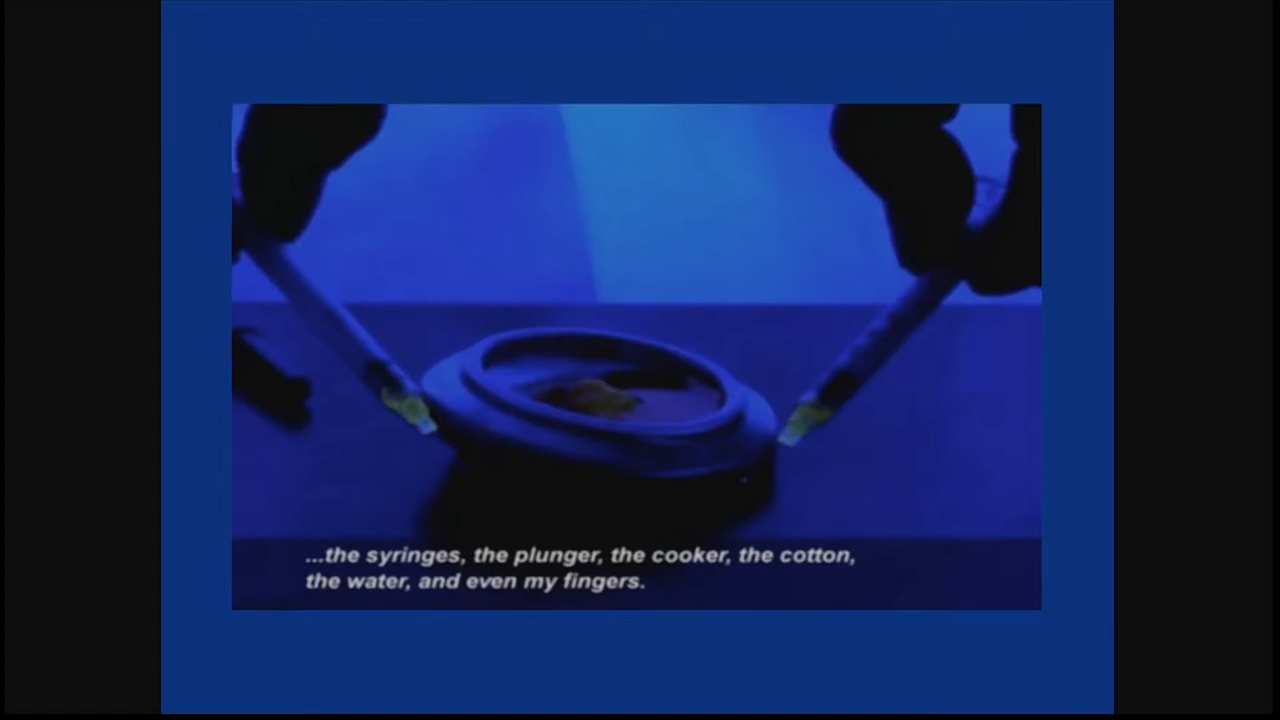 ...the syringes, the plunger, the cooker, the cotton,
the water, and even my fingers.